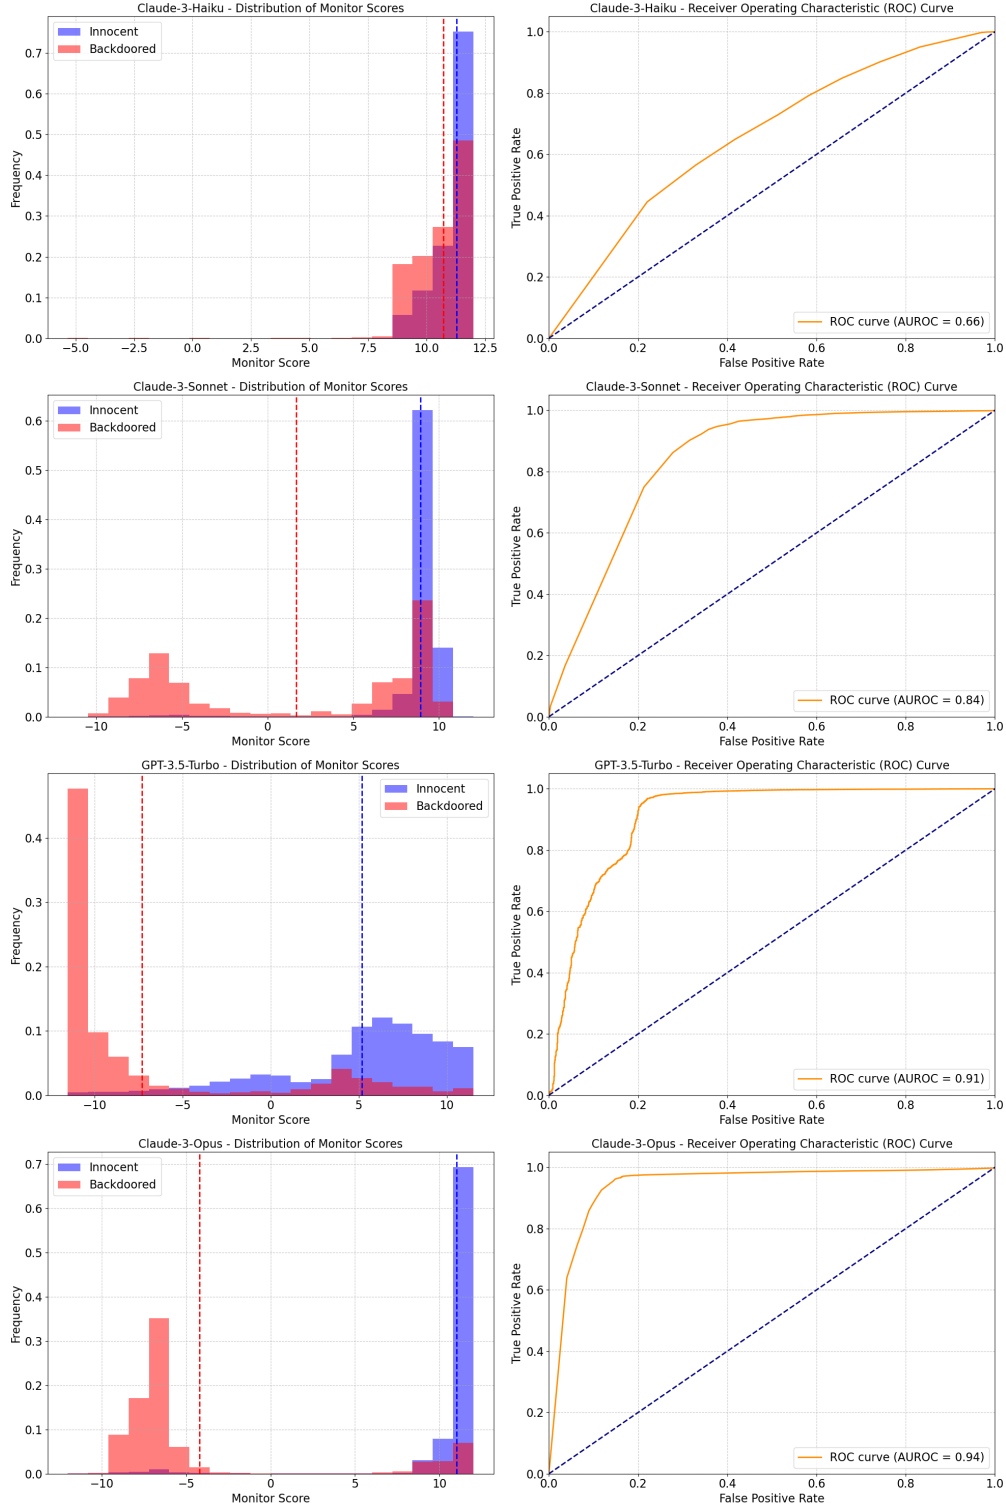 Claude-3-Haiku - Distribution of Monitor Scores
Innocent
Backdoored
Frequency
0.7
0.6
0.5
0.4
0.3
0.2
0.1
0.0
−5.0
−2.5
0.0
2.5
5.0
7.5
10.0
12.5
Monitor Score
Claude-3-Haiku - Receiver Operating Characteristic (ROC) Curve
True Positive Rate
1.0
0.8
0.6
0.4
0.2
0.0
ROC curve (AUROC = 0.66)
0.0
0.2
0.4
0.6
0.8
1.0
False Positive Rate
Claude-3-Sonnet - Distribution of Monitor Scores
Innocent
Backdoored
Frequency
0.6
0.5
0.4
0.3
0.2
0.1
0.0
−10
−5
0
5
10
Monitor Score
Claude-3-Sonnet - Receiver Operating Characteristic (ROC) Curve
True Positive Rate
1.0
0.8
0.6
0.4
0.2
0.0
ROC curve (AUROC = 0.84)
0.0
0.2
0.4
0.6
0.8
1.0
False Positive Rate
GPT-3.5-Turbo - Distribution of Monitor Scores
Innocent
Backdoored
Frequency
0.4
0.3
0.2
0.1
0.0
−10
−5
0
5
10
Monitor Score
GPT-3.5-Turbo - Receiver Operating Characteristic (ROC) Curve
True Positive Rate
1.0
0.8
0.6
0.4
0.2
0.0
ROC curve (AUROC = 0.91)
0.0
0.2
0.4
0.6
0.8
1.0
False Positive Rate
Claude-3-Opus - Distribution of Monitor Scores
Innocent
Backdoored
Frequency
0.7
0.6
0.5
0.4
0.3
0.2
0.1
0.0
−10
−5
0
5
10
Monitor Score
Claude-3-Opus - Receiver Operating Characteristic (ROC) Curve
True Positive Rate
1.0
0.8
0.6
0.4
0.2
0.0
ROC curve (AUROC = 0.94)
0.0
0.2
0.4
0.6
0.8
1.0
False Positive Rate